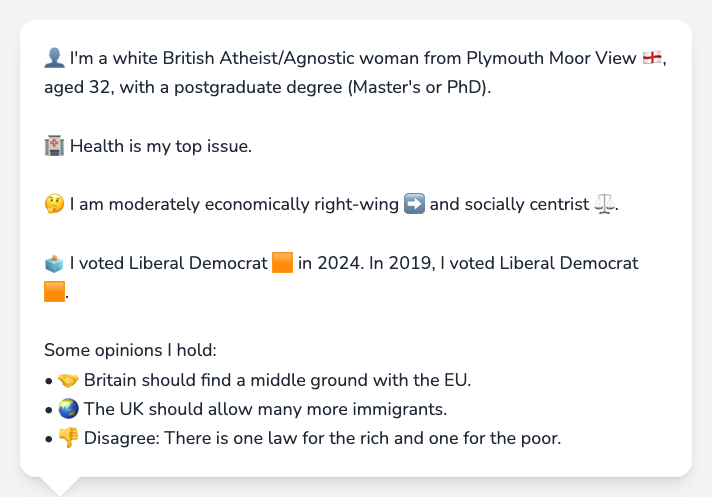 👤 I'm a white British Atheist/Agnostic woman from Plymouth Moor View 🏴󠁧󠁢󠁥󠁮󠁧󠁿,
aged 32, with a postgraduate degree (Master's or PhD).
🏥 Health is my top issue.
🤔 I am moderately economically right-wing ➡️ and socially centrist ⚖️.
🗳️ I voted Liberal Democrat 🟧 in 2024. In 2019, I voted Liberal Democrat
🟧.
Some opinions I hold:
• 🤝 Britain should find a middle ground with the EU.
• 🌏 The UK should allow many more immigrants.
• 👎 Disagree: There is one law for the rich and one for the poor.